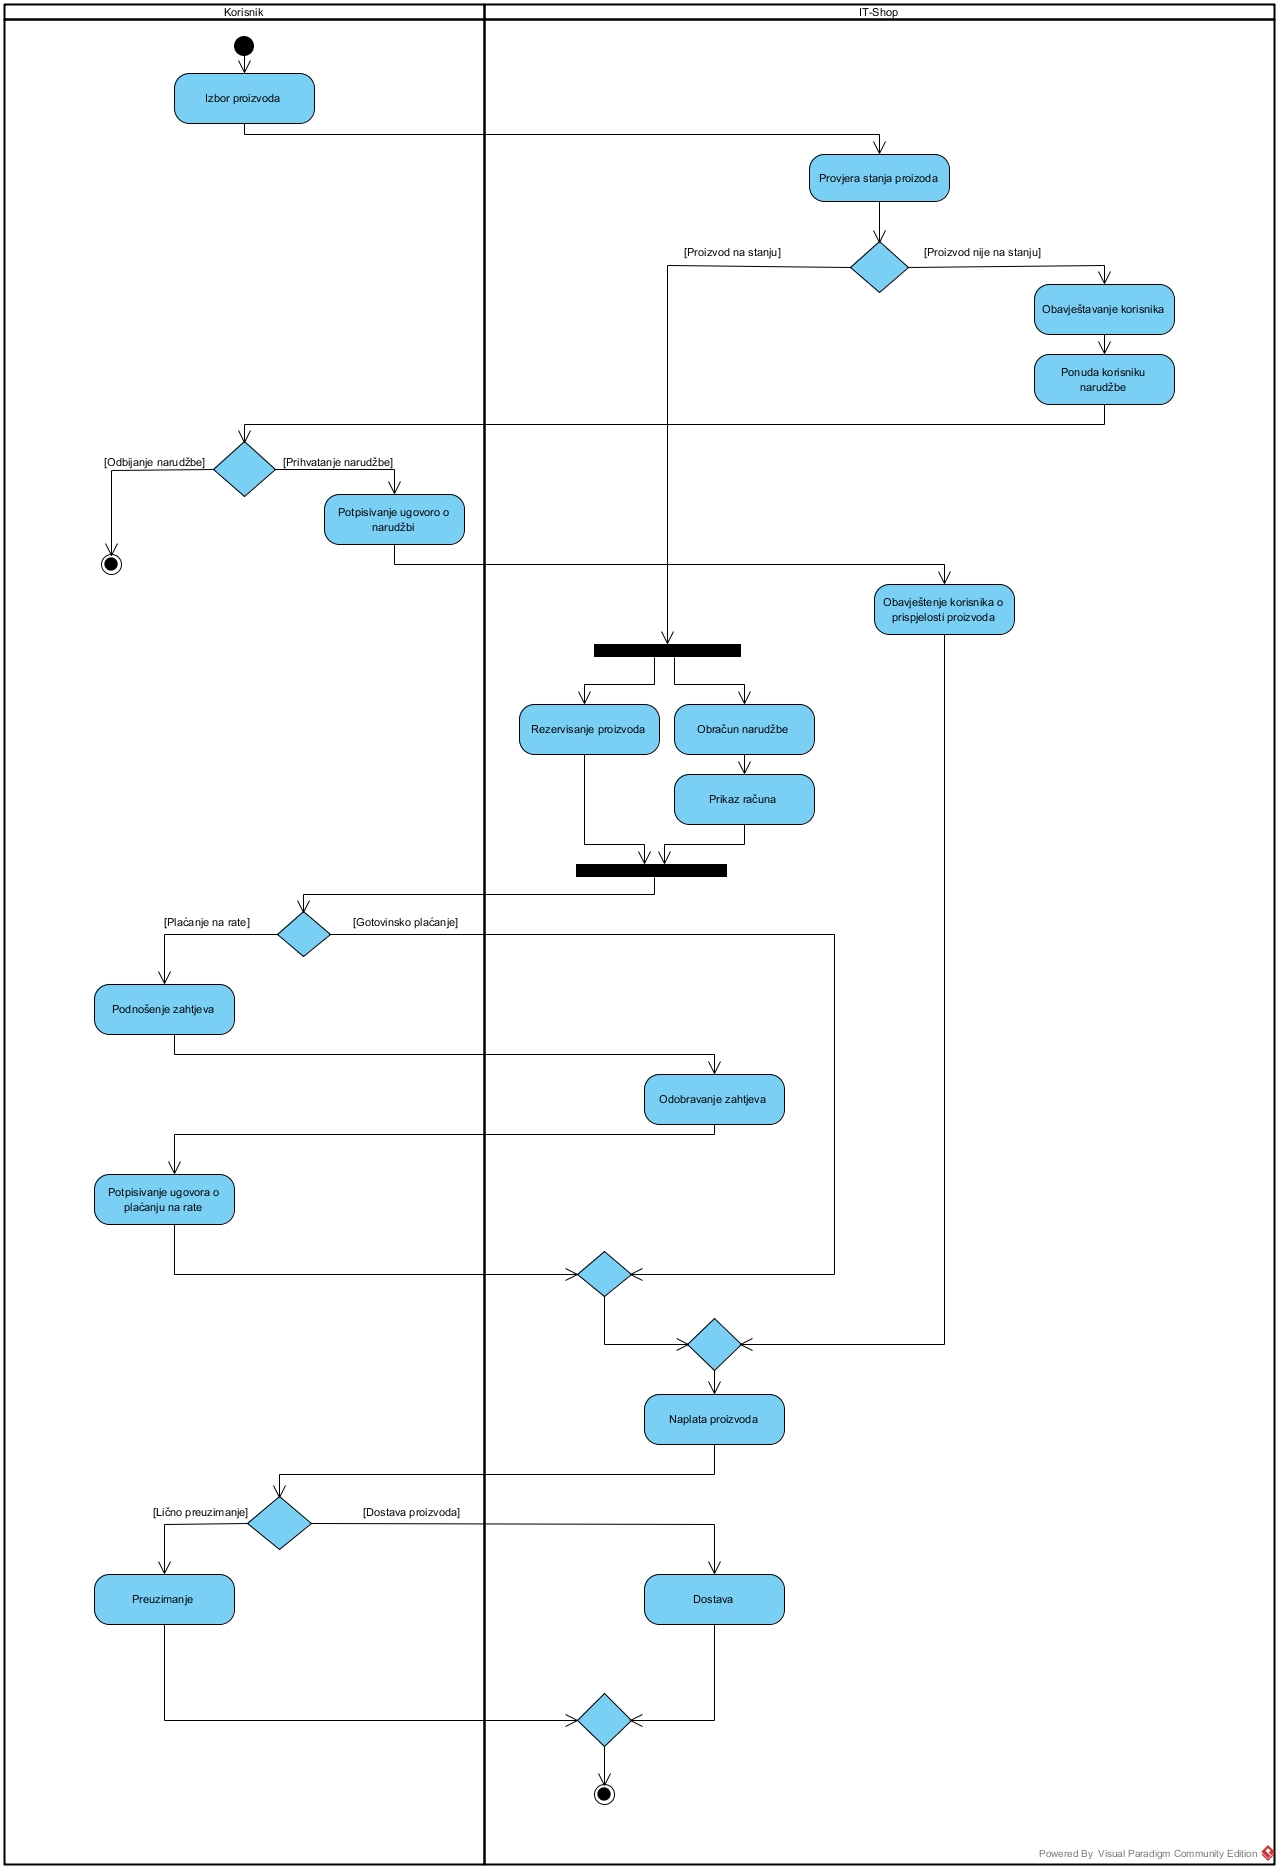 Korisnik
IT-Shop
Izbor proizvoda
Provjera stanja proizoda
[Proizvod na stanju]
[Proizvod nije na stanju]
Obavještavanje korisnika
Ponuda korisniku
narudžbe
[Odbijanje narudžbe]
[Prihvatanje narudžbe]
Potpisivanje ugovoro o
narudžbi
Obavještenje korisnika o
prispjelosti proizvoda
Rezervisanje proizvoda
Obračun narudžbe
Prikaz računa
[Plaćanje na rate]
[Gotovinsko plaćanje]
Podnošenje zahtjeva
Odobravanje zahtjeva
Potpisivanje ugovora o
plaćanju na rate
Naplata proizvoda
[Lično preuzimanje]
[Dostava proizvoda]
Preuzimanje
Dostava
Powered By Visual Paradigm Community Edition